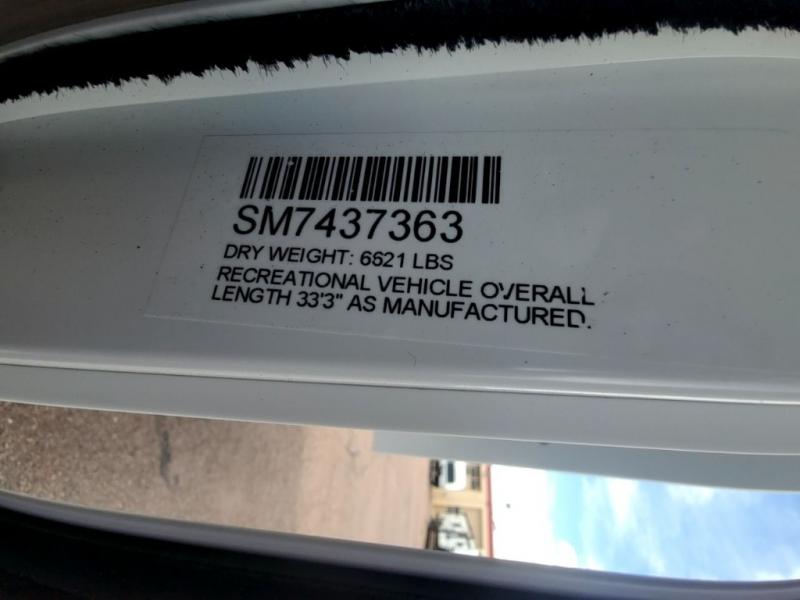 SM7437363
DRY WEIGHT: 6621 LBS
RECREATIONAL VEHICLE OVERALL
LENGTH 33'3" AS MANUFACTURED.